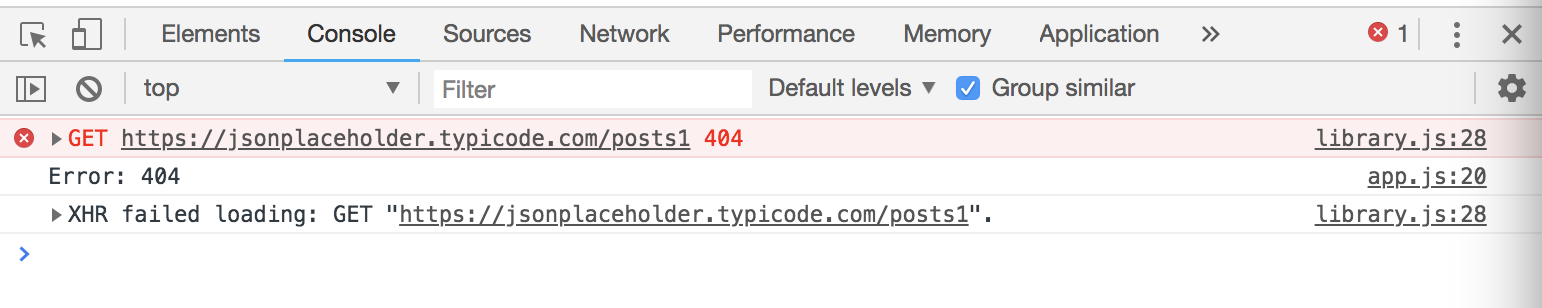 Elements Console Sources Network Performance Memory Application » 1
top Filter Default levels Group similar
GET https://jsonplaceholder.typicode.com/posts1 404 library.js:28
Error: 404 app.js:20
XHR failed loading: GET "https://jsonplaceholder.typicode.com/posts1". library.js:28